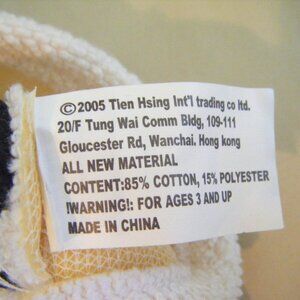 ©2005 Tien Hsing Int'l trading co ltd.
20/F Tung Wai Comm Bldg, 109-111
Gloucester Rd, Wanchai. Hong kong
ALL NEW MATERIAL
CONTENT:85% COTTON, 15% POLYESTER
!WARNING!: FOR AGES 3 AND UP
MADE IN CHINA